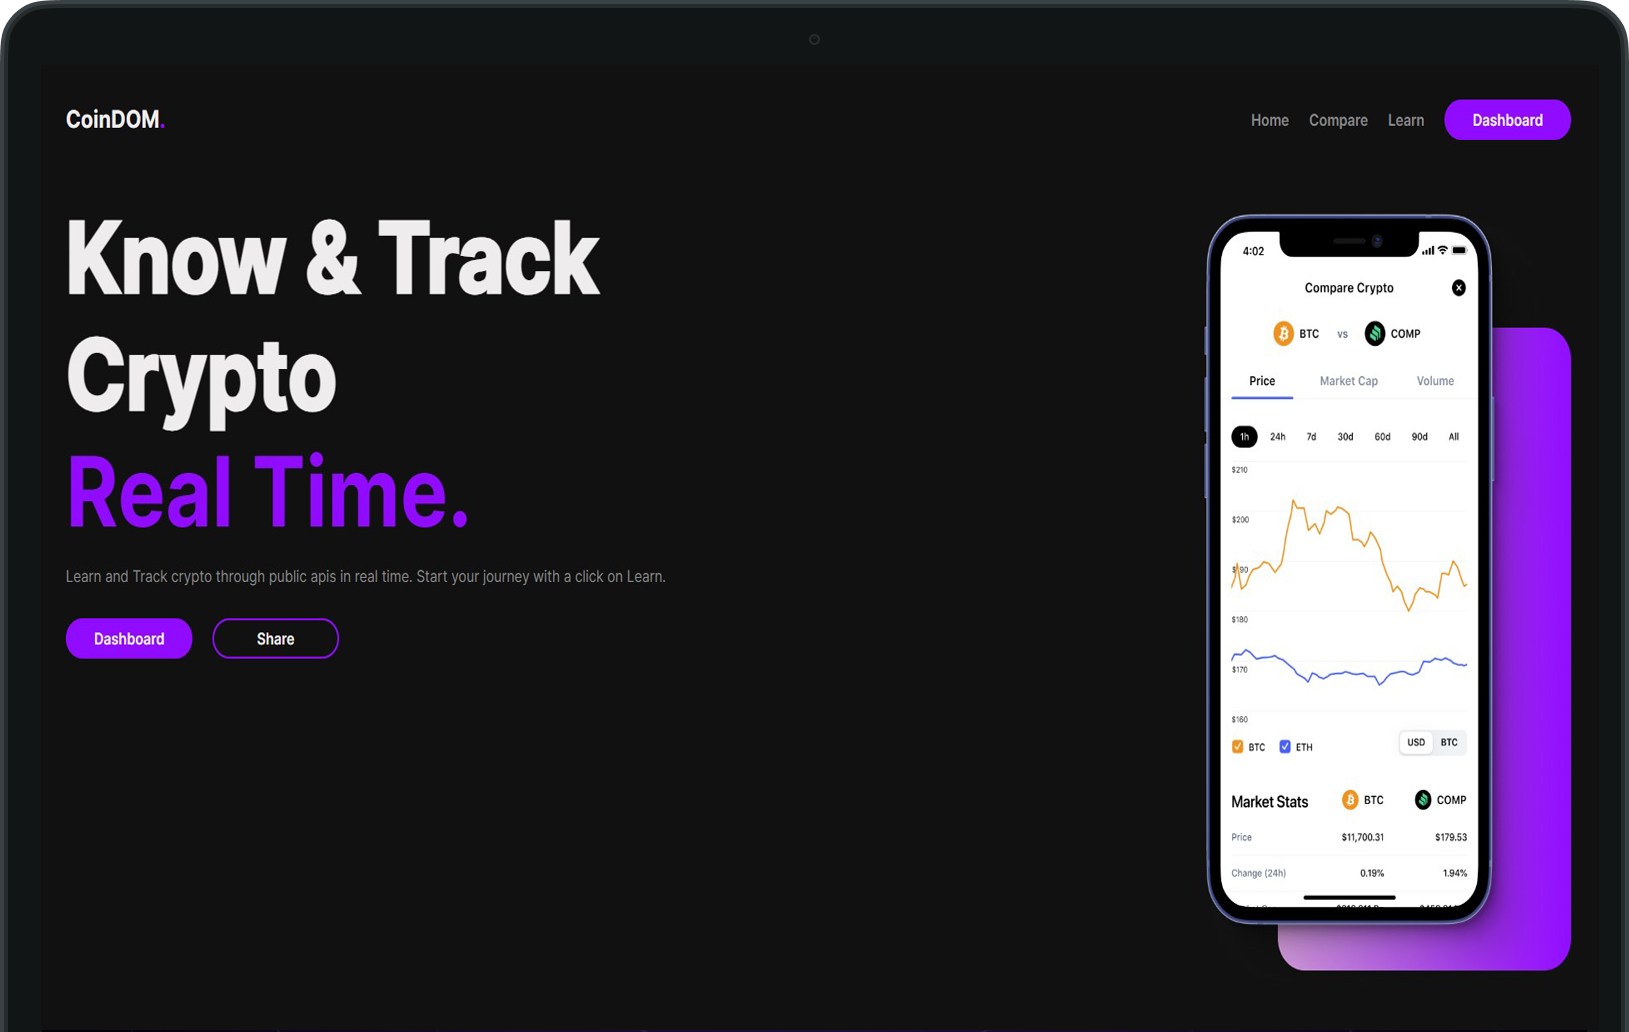 CoinDOM.
Home Compare Learn Dashboard
Know & Track
Crypto
Real Time.
Learn and Track crypto through public apis in real time. Start your journey with a click on Learn.
Dashboard Share
4:02
Compare Crypto
BTC vs COMP
Price Market Cap Volume
1h 24h 7d 30d 60d 90d All
$210
$200
$190
$180
$170
$160
BTC ETH USD BTC
Market Stats BTC COMP
Price $11,700.31 $179.53
Change (24h) 0.19% 1.94%